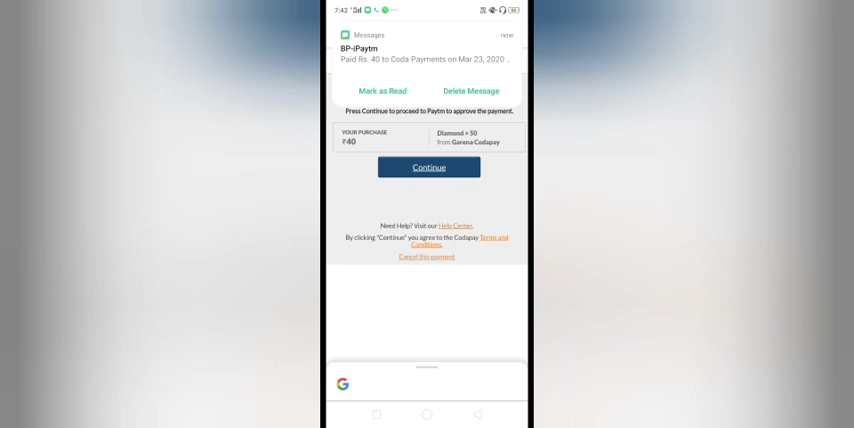 7:42
Messages
now
BP-iPaytm
Paid Rs. 40 to Coda Payments on Mar 23, 2020 ..
Mark as Read
Delete Message
Press Continue to proceed to Paytm to approve the payment.
YOUR PURCHASE
₹40
Diamond = 50
from Garena Codapay
Continue
Need Help? Visit our Help Center.
By clicking "Continue" you agree to the Codapay Terms and
Conditions.
Cancel this payment